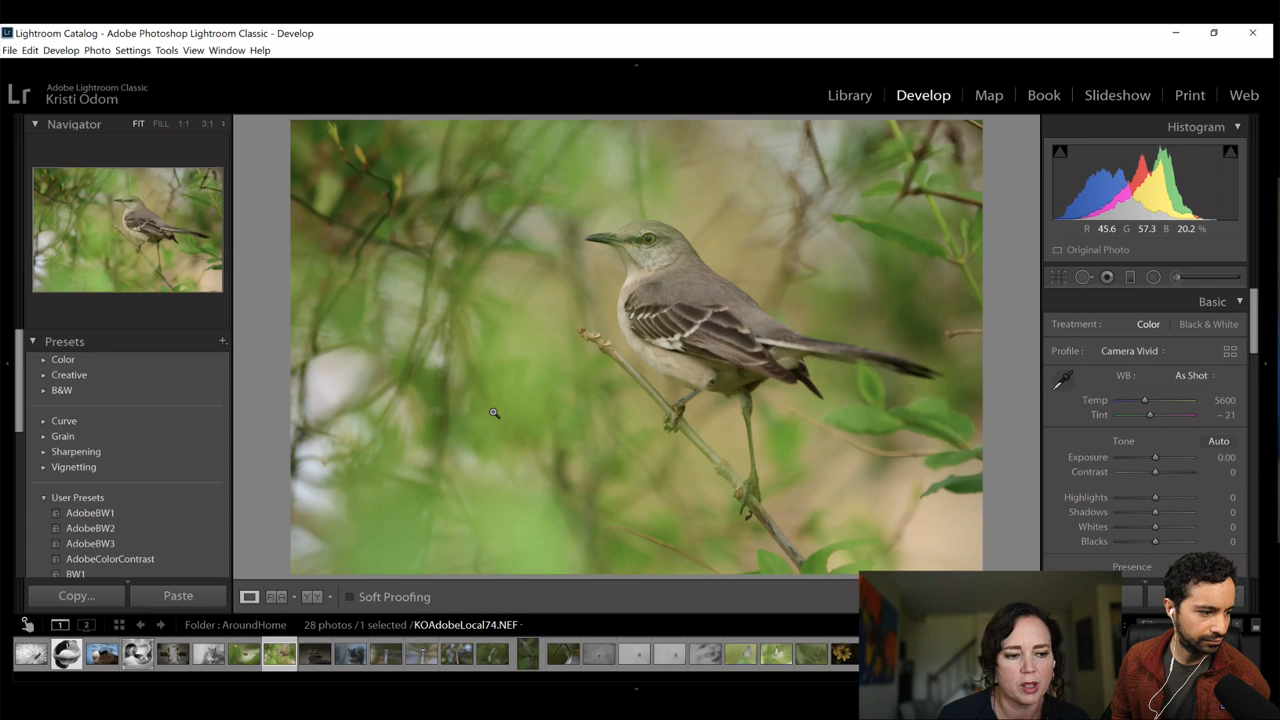 Lightroom Catalog - Adobe Photoshop Lightroom Classic - Develop
File Edit Develop Photo Settings Tools View Window Help
Lr
Adobe Lightroom Classic
Kristi Odom
Library | Develop | Map | Book | Slideshow | Print | Web
Navigator FIT FILL 1:1 3:1
Histogram
R 45.6 G 57.3 B 20.2 %
Original Photo
Basic
Treatment : Color Black & White
Profile : Camera Vivid
WB : As Shot
Temp 5600
Tint – 21
Tone Auto
Exposure 0.00
Contrast 0
Highlights 0
Shadows 0
Whites 0
Blacks 0
Presence
Presets
Color
Creative
B&W
Curve
Grain
Sharpening
Vignetting
User Presets
AdobeBW1
AdobeBW2
AdobeBW3
AdobeColorContrast
BW1
Copy... Paste
Soft Proofing
1 2 Folder : AroundHome 28 photos / 1 selected / KOAdobeLocal74.NEF